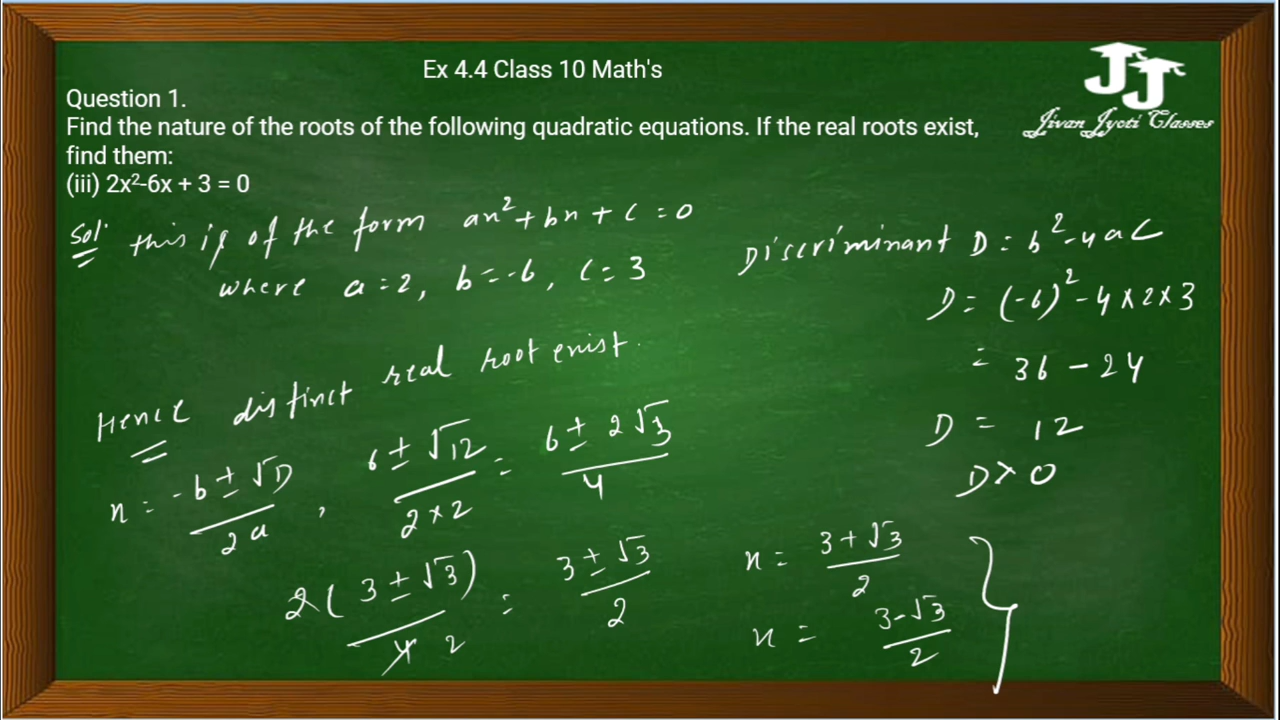 Ex 4.4 Class 10 Math's
JJ
Jivan Jyoti Classes
Question 1.
Find the nature of the roots of the following quadratic equations. If the real roots exist,
find them:
(iii) 2x²-6x + 3 = 0
Sol. this is of the form ax² + bx + c = 0
where a = 2, b = -6, c = 3
Discriminant D = b² - 4ac
D = (-6)² - 4 × 2 × 3
= 36 - 24
D = 12
D > 0
Hence distinct real root exist.
x = (-b ± √D)/2a , (6 ± √12)/(2×2) = (6 ± 2√3)/4
2(3 ± √3)/4 2 = (3 ± √3)/2
x = (3 + √3)/2
x = (3 - √3)/2